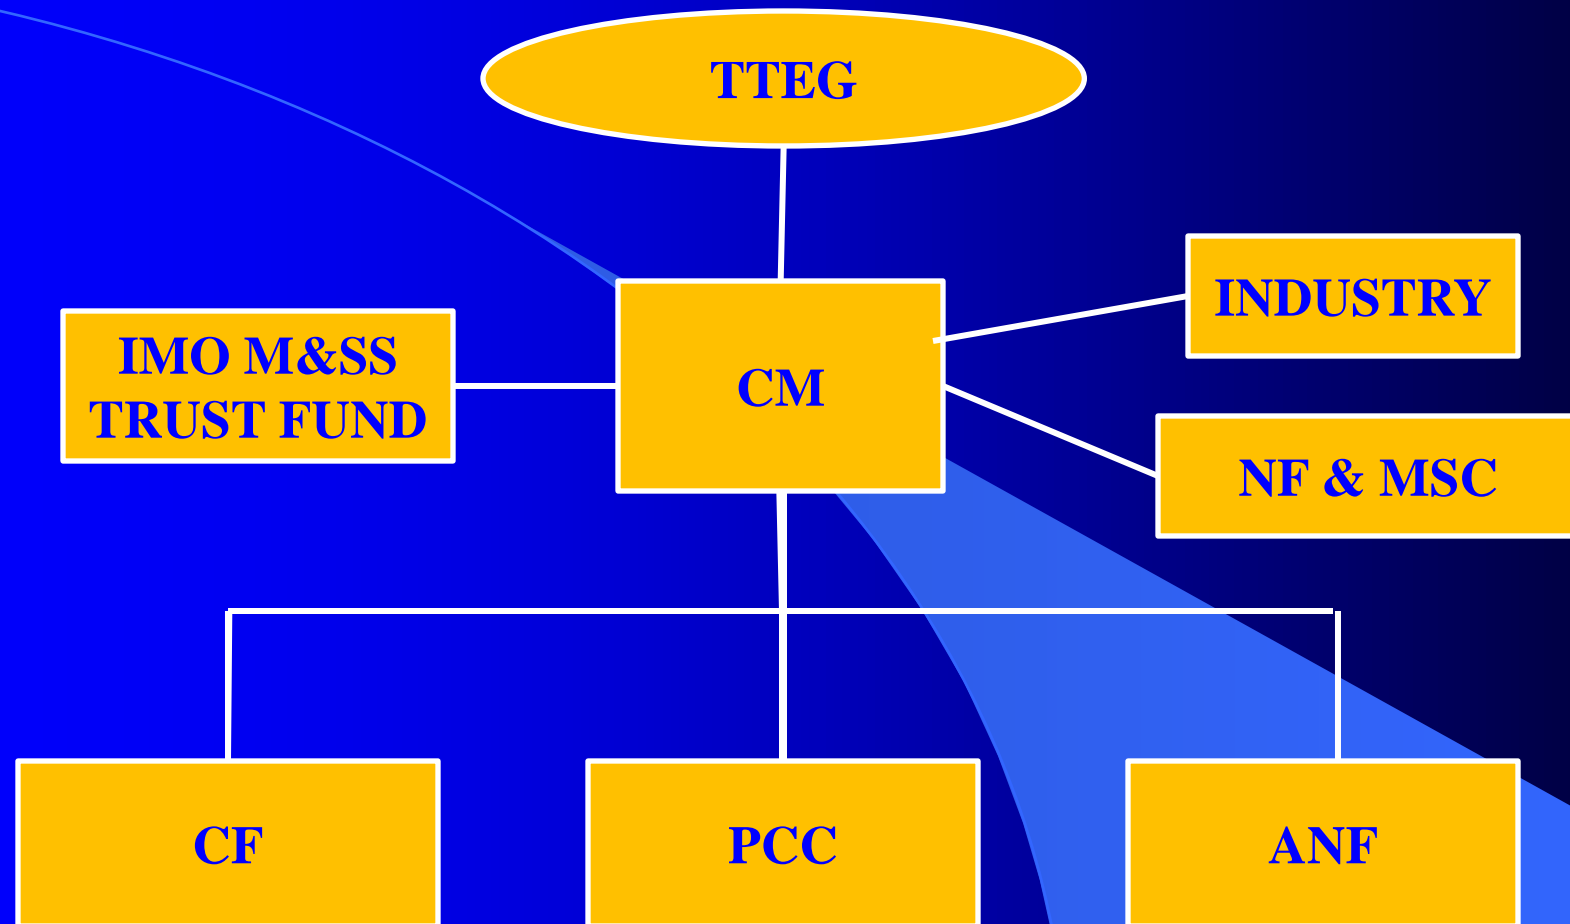 TTEG
INDUSTRY
IMO M&SS
TRUST FUND
CM
NF & MSC
CF
PCC
ANF